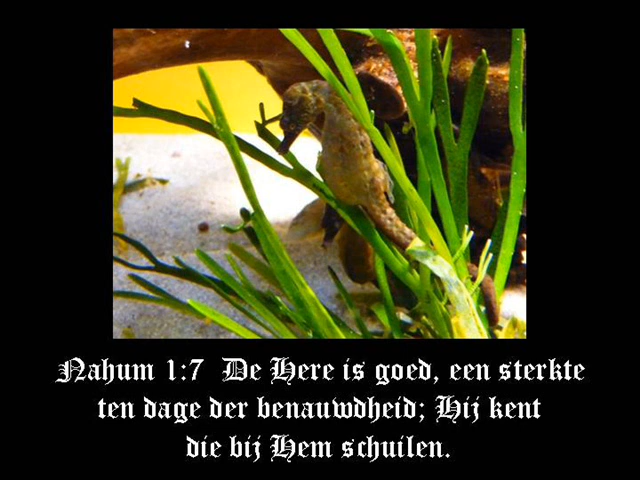 Nahum 1:7 De Here is goed, een sterkte
ten dage der benauwdheid; Hij kent
die bij Hem schuilen.